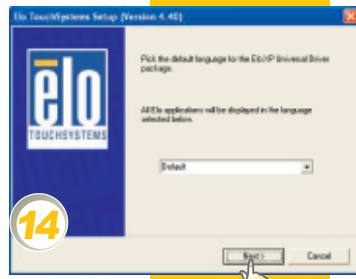 Elo TouchSystems Setup (Version 4.40)
Pick the default language for the Elo XP Universal Driver
package.
All Elo applications will be displayed in the language
selected below.
elo
TOUCHSYSTEMS
Default
14
Next >
Cancel